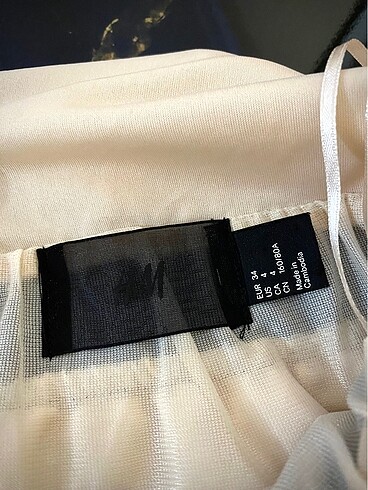 EUR 34
US 4
CA 4
CN 160/80A
Made in
Cambodia